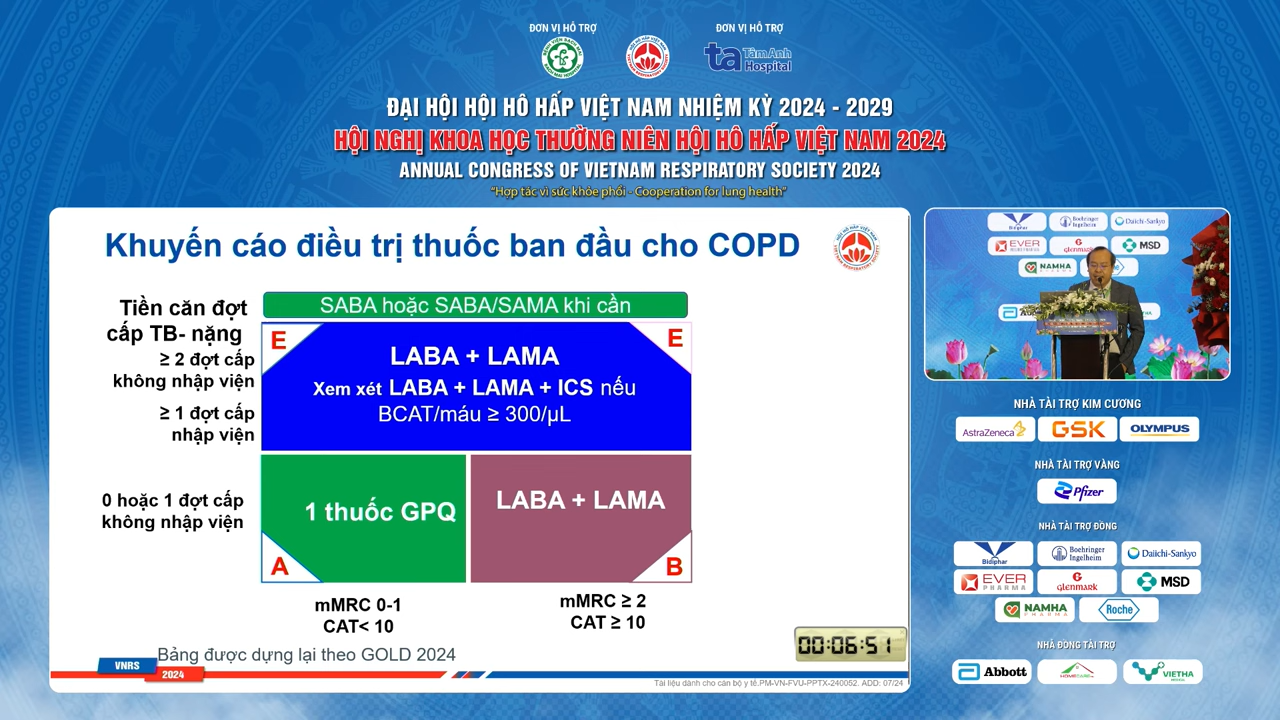 ĐƠN VỊ HỖ TRỢ
ĐƠN VỊ HỖ TRỢ
ta TâmAnh Hospital
ĐẠI HỘI HỘI HÔ HẤP VIỆT NAM NHIỆM KỲ 2024 - 2029
HỘI NGHỊ KHOA HỌC THƯỜNG NIÊN HỘI HÔ HẤP VIỆT NAM 2024
ANNUAL CONGRESS OF VIETNAM RESPIRATORY SOCIETY 2024
"Hợp tác vì sức khỏe phổi - Cooperation for lung health"
Khuyến cáo điều trị thuốc ban đầu cho COPD
Tiền căn đợt
cấp TB- nặng
≥ 2 đợt cấp
không nhập viện
≥ 1 đợt cấp
nhập viện
0 hoặc 1 đợt cấp
không nhập viện
SABA hoặc SABA/SAMA khi cần
E
E
LABA + LAMA
Xem xét LABA + LAMA + ICS nếu
BCAT/máu ≥ 300/µL
1 thuốc GPQ
LABA + LAMA
A
B
mMRC 0-1
CAT< 10
mMRC ≥ 2
CAT ≥ 10
Bảng được dựng lại theo GOLD 2024
00:06:51
VNRS
2024
Tài liệu dành cho cán bộ y tế.PM-VN-FVU-PPTX-240052. ADD: 07/24
Bidiphar
Boehringer Ingelheim
Daiichi-Sankyo
EVER
glenmark
MSD
NAMHA
NHÀ TÀI TRỢ KIM CƯƠNG
AstraZeneca
GSK
OLYMPUS
NHÀ TÀI TRỢ VÀNG
Pfizer
NHÀ TÀI TRỢ ĐỒNG
Bidiphar
Boehringer Ingelheim
Daiichi-Sankyo
EVER PHARMA
glenmark
MSD
NAMHA PHARMA
Roche
NHÀ ĐỒNG TÀI TRỢ
Abbott
HOMECARE
VIETHA MEDICAL